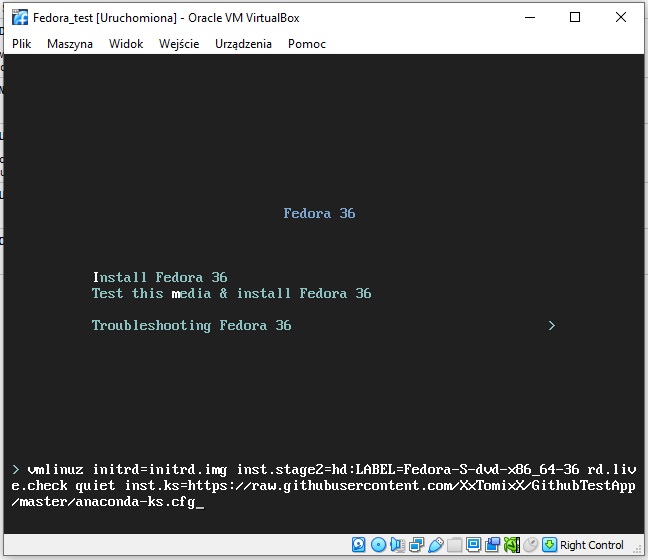 Fedora_test [Uruchomiona] - Oracle VM VirtualBox
Plik Maszyna Widok Wejście Urządzenia Pomoc
Fedora 36
Install Fedora 36
Test this media & install Fedora 36
Troubleshooting Fedora 36 >
> vmlinuz initrd=initrd.img inst.stage2=hd:LABEL=Fedora-S-dvd-x86_64-36 rd.liv
e.check quiet inst.ks=https://raw.githubusercontent.com/XxTomixX/GithubTestApp
/master/anaconda-ks.cfg_
Right Control